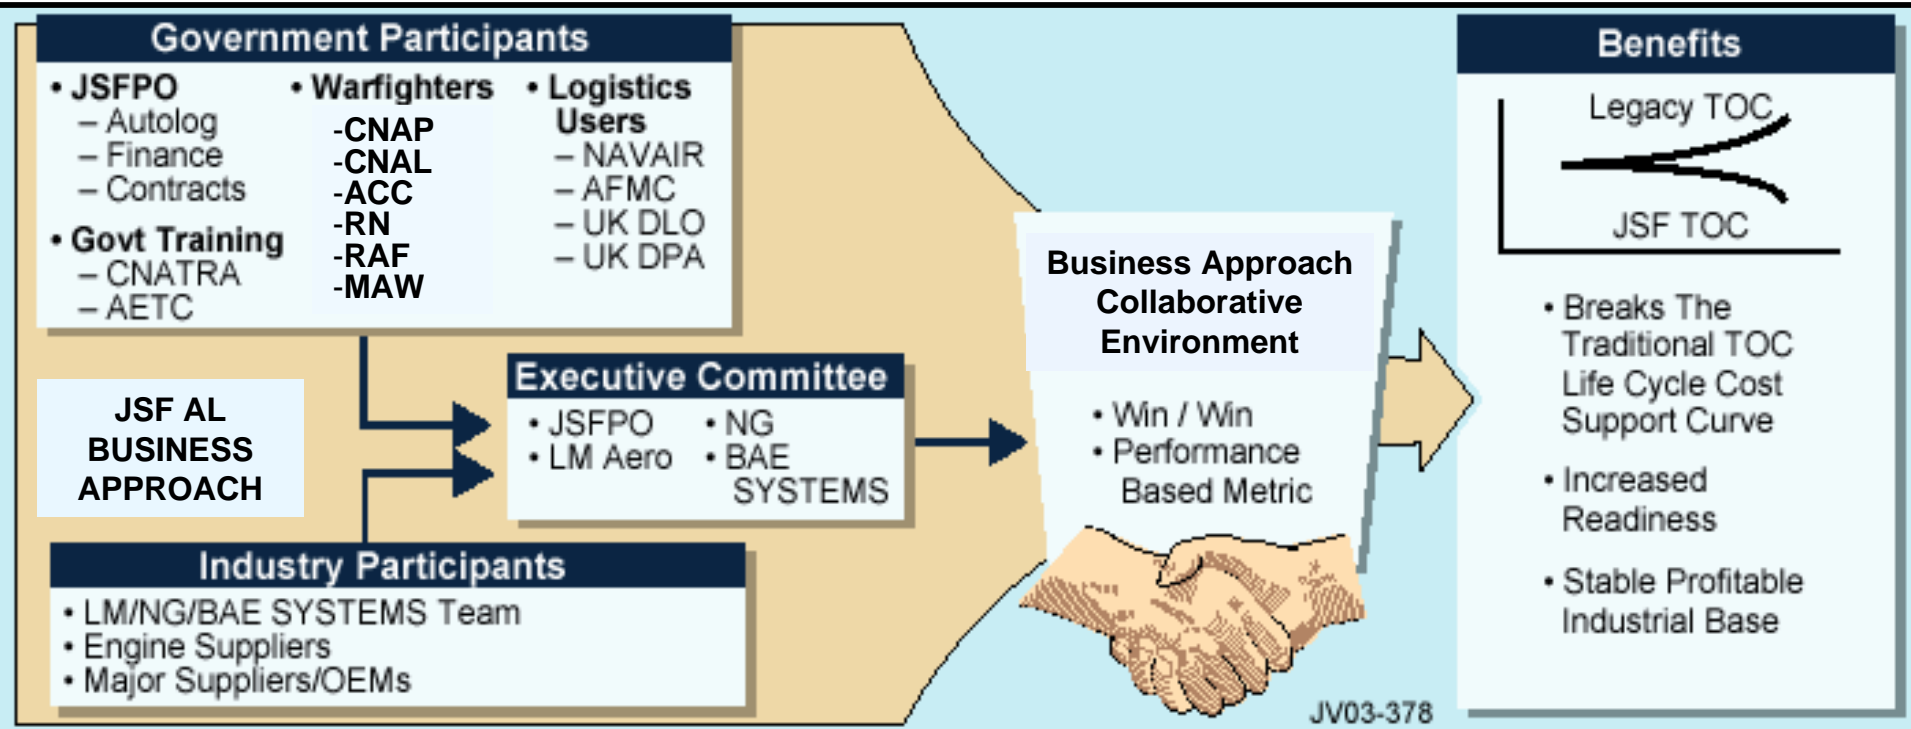 Government Participants
• JSFPO
– Autolog
– Finance
– Contracts
• Govt Training
– CNATRA
– AETC
• Warfighters
-CNAP
-CNAL
-ACC
-RN
-RAF
-MAW
• Logistics
Users
– NAVAIR
– AFMC
– UK DLO
– UK DPA
JSF AL
BUSINESS
APPROACH
Executive Committee
• JSFPO
• LM Aero
• NG
• BAE
SYSTEMS
Industry Participants
• LM/NG/BAE SYSTEMS Team
• Engine Suppliers
• Major Suppliers/OEMs
Business Approach
Collaborative
Environment
• Win / Win
• Performance
Based Metric
JV03-378
Benefits
Legacy TOC
JSF TOC
• Breaks The
Traditional TOC
Life Cycle Cost
Support Curve
• Increased
Readiness
• Stable Profitable
Industrial Base